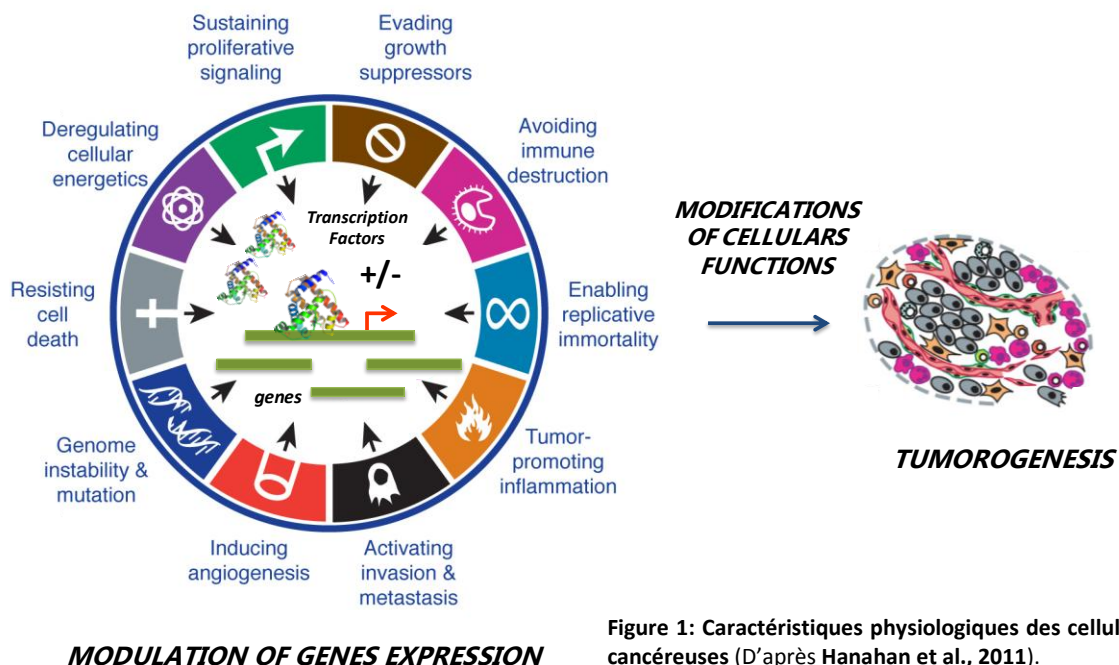 Sustaining
proliferative
signaling
Evading
growth
suppressors
Deregulating
cellular
energetics
Avoiding
immune
destruction
Transcription
Factors
+/-
Resisting
cell
death
Enabling
replicative
immortality
genes
Genome
instability &
mutation
Tumor-
promoting
inflammation
Inducing
angiogenesis
Activating
invasion &
metastasis
MODIFICATIONS
OF CELLULARS
FUNCTIONS
TUMOROGENESIS
MODULATION OF GENES EXPRESSION
Figure 1: Caractéristiques physiologiques des cellul
cancéreuses (D'après Hanahan et al., 2011).